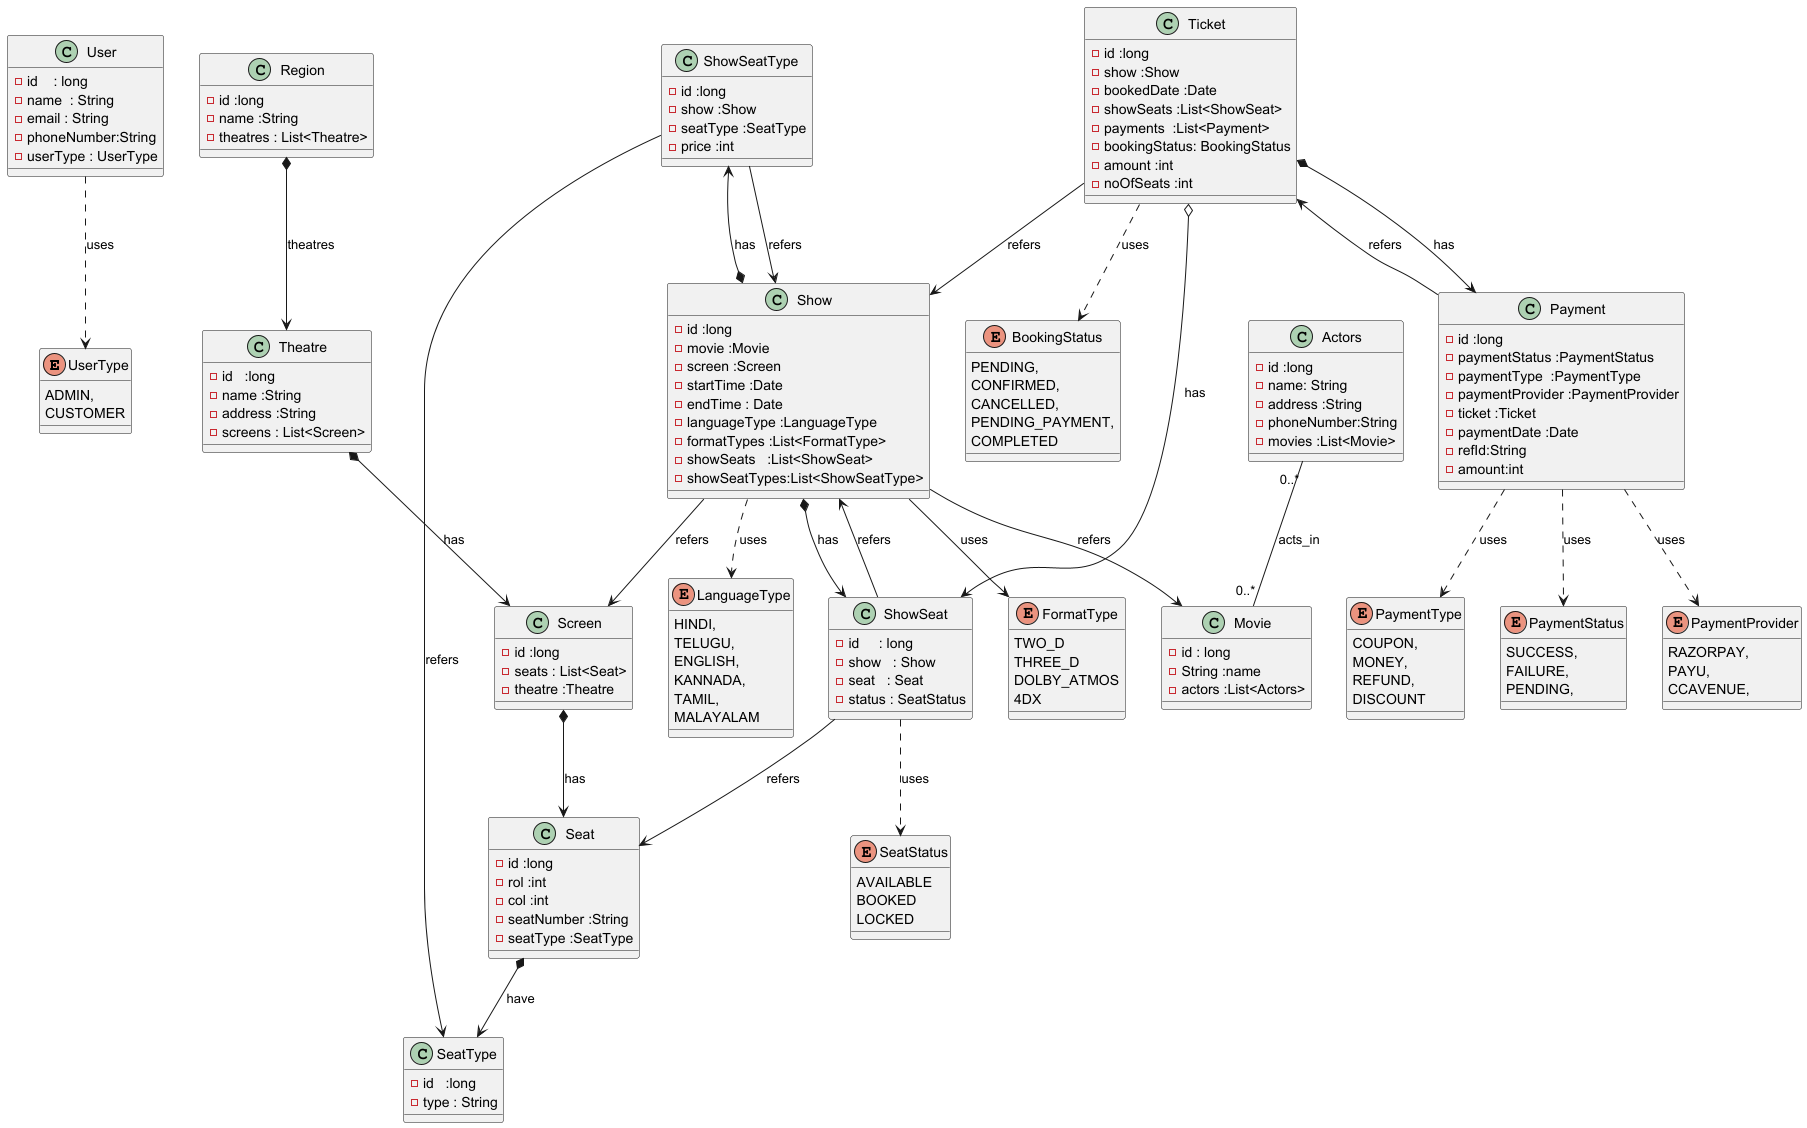 C User
id    : long
name  : String
email : String
phoneNumber:String
userType : UserType
C Region
id :long
name :String
theatres : List<Theatre>
C ShowSeatType
id :long
show :Show
seatType :SeatType
price :int
C Ticket
id :long
show :Show
bookedDate :Date
showSeats :List<ShowSeat>
payments  :List<Payment>
bookingStatus: BookingStatus
amount :int
noOfSeats :int
uses
theatres
has
refers
refers
uses
refers
has
E UserType
ADMIN,
CUSTOMER
C Theatre
id   :long
name :String
address :String
screens : List<Screen>
C Show
id :long
movie :Movie
screen :Screen
startTime :Date
endTime : Date
languageType :LanguageType
formatTypes :List<FormatType>
showSeats   :List<ShowSeat>
showSeatTypes:List<ShowSeatType>
E BookingStatus
PENDING,
CONFIRMED,
CANCELLED,
PENDING_PAYMENT,
COMPLETED
has
C Actors
id :long
name: String
address :String
phoneNumber:String
movies :List<Movie>
C Payment
id :long
paymentStatus :PaymentStatus
paymentType  :PaymentType
paymentProvider :PaymentProvider
ticket :Ticket
paymentDate :Date
refId:String
amount:int
0..*
has
refers
uses
has
refers
uses
refers
acts_in
uses
uses
uses
0..*
refers
C Screen
id :long
seats : List<Seat>
theatre :Theatre
E LanguageType
HINDI,
TELUGU,
ENGLISH,
KANNADA,
TAMIL,
MALAYALAM
C ShowSeat
id     : long
show   : Show
seat   : Seat
status : SeatStatus
E FormatType
TWO_D
THREE_D
DOLBY_ATMOS
4DX
C Movie
id : long
String :name
actors :List<Actors>
E PaymentType
COUPON,
MONEY,
REFUND,
DISCOUNT
E PaymentStatus
SUCCESS,
FAILURE,
PENDING,
E PaymentProvider
RAZORPAY,
PAYU,
CCAVENUE,
has
refers
uses
C Seat
id :long
rol :int
col :int
seatNumber :String
seatType :SeatType
E SeatStatus
AVAILABLE
BOOKED
LOCKED
have
C SeatType
id   :long
type : String